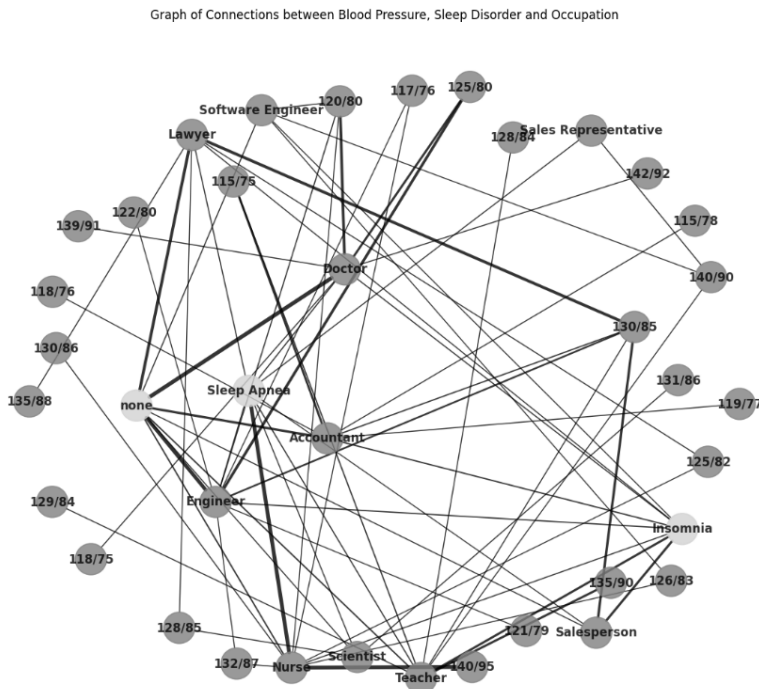 Graph of Connections between Blood Pressure, Sleep Disorder and Occupation
117/76
125/80
120/80
Software Engineer
Sales Representative
Lawyer
128/84
142/92
115/75
122/80
115/78
139/91
Doctor
140/90
118/76
130/85
130/86
131/86
Sleep Apnea
135/88
none
119/77
Accountant
125/82
129/84
Engineer
Insomnia
118/75
135/90
126/83
128/85
121/79
Salesperson
Scientist
132/87
Nurse
140/95
Teacher